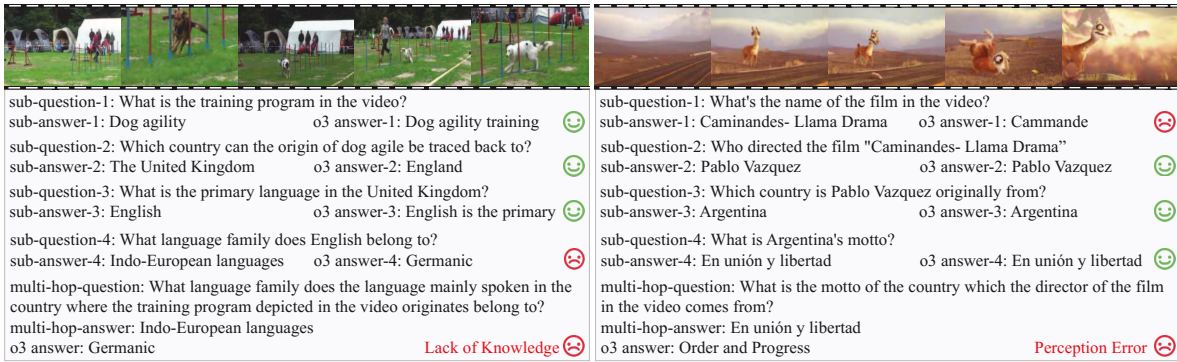 sub-question-1: What is the training program in the video?
sub-answer-1: Dog agility o3 answer-1: Dog agility training
sub-question-2: Which country can the origin of dog agile be traced back to?
sub-answer-2: The United Kingdom o3 answer-2: England
sub-question-3: What is the primary language in the United Kingdom?
sub-answer-3: English o3 answer-3: English is the primary
sub-question-4: What language family does English belong to?
sub-answer-4: Indo-European languages o3 answer-4: Germanic
multi-hop-question: What language family does the language mainly spoken in the
country where the training program depicted in the video originates belong to?
multi-hop-answer: Indo-European languages
o3 answer: Germanic Lack of Knowledge
sub-question-1: What's the name of the film in the video?
sub-answer-1: Caminandes- Llama Drama o3 answer-1: Cammande
sub-question-2: Who directed the film "Caminandes- Llama Drama”
sub-answer-2: Pablo Vazquez o3 answer-2: Pablo Vazquez
sub-question-3: Which country is Pablo Vazquez originally from?
sub-answer-3: Argentina o3 answer-3: Argentina
sub-question-4: What is Argentina's motto?
sub-answer-4: En unión y libertad o3 answer-4: En unión y libertad
multi-hop-question: What is the motto of the country which the director of the film
in the video comes from?
multi-hop-answer: En unión y libertad
o3 answer: Order and Progress Perception Error